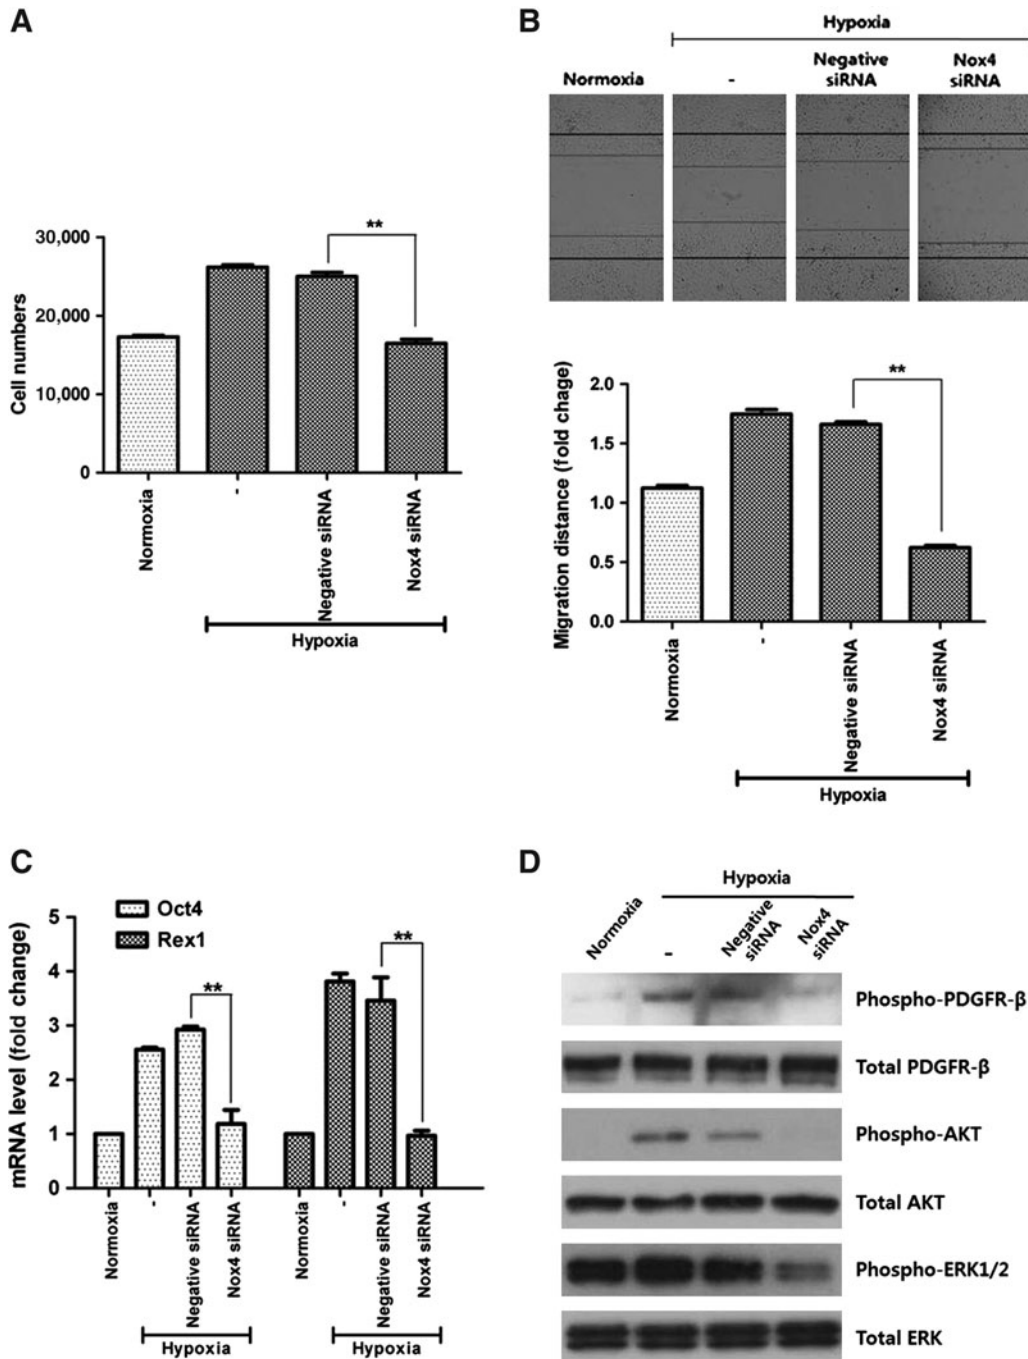 A
30,000
20,000
10,000
0
Cell numbers
**
Normoxia
-
Negative siRNA
Nox4 siRNA
Hypoxia
B
Hypoxia
Normoxia
-
Negative
siRNA
Nox4
siRNA
2.0
1.5
1.0
0.5
0.0
Migration distance (fold chage)
**
Normoxia
-
Negative siRNA
Nox4 siRNA
Hypoxia
C
Oct4
Rex1
5
4
3
2
1
0
mRNA level (fold change)
**
**
Normoxia
-
Negative siRNA
Nox4 siRNA
Normoxia
-
Negative siRNA
Nox4 siRNA
Hypoxia
Hypoxia
D
Hypoxia
Normoxia
-
Negative
siRNA
Nox4
siRNA
Phospho-PDGFR-β
Total PDGFR-β
Phospho-AKT
Total AKT
Phospho-ERK1/2
Total ERK